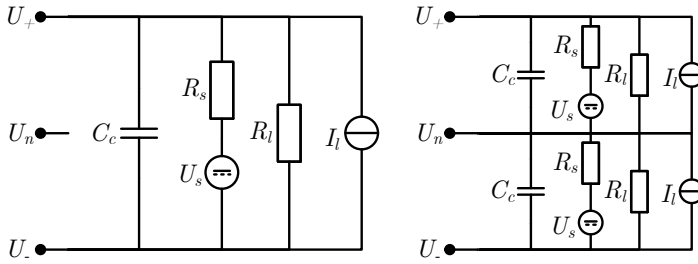 U+ U+
Rs Rs Rl Il
Cc Us
Un Cc Rl Il Un
Us Rs Rl Il
Cc Us
U- U-